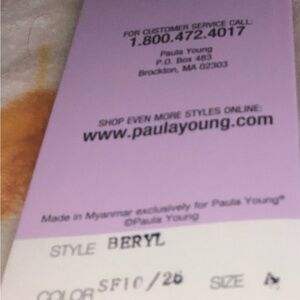 FOR CUSTOMER SERVICE CALL:
1.800.472.4017
Paula Young
P.O. Box 483
Brockton, MA 02303
SHOP EVEN MORE STYLES ONLINE:
www.paulayoung.com
Made in Myanmar exclusively for Paula Young®
©Paula Young
STYLE BERYL
COLOR SF10/26 SIZE A